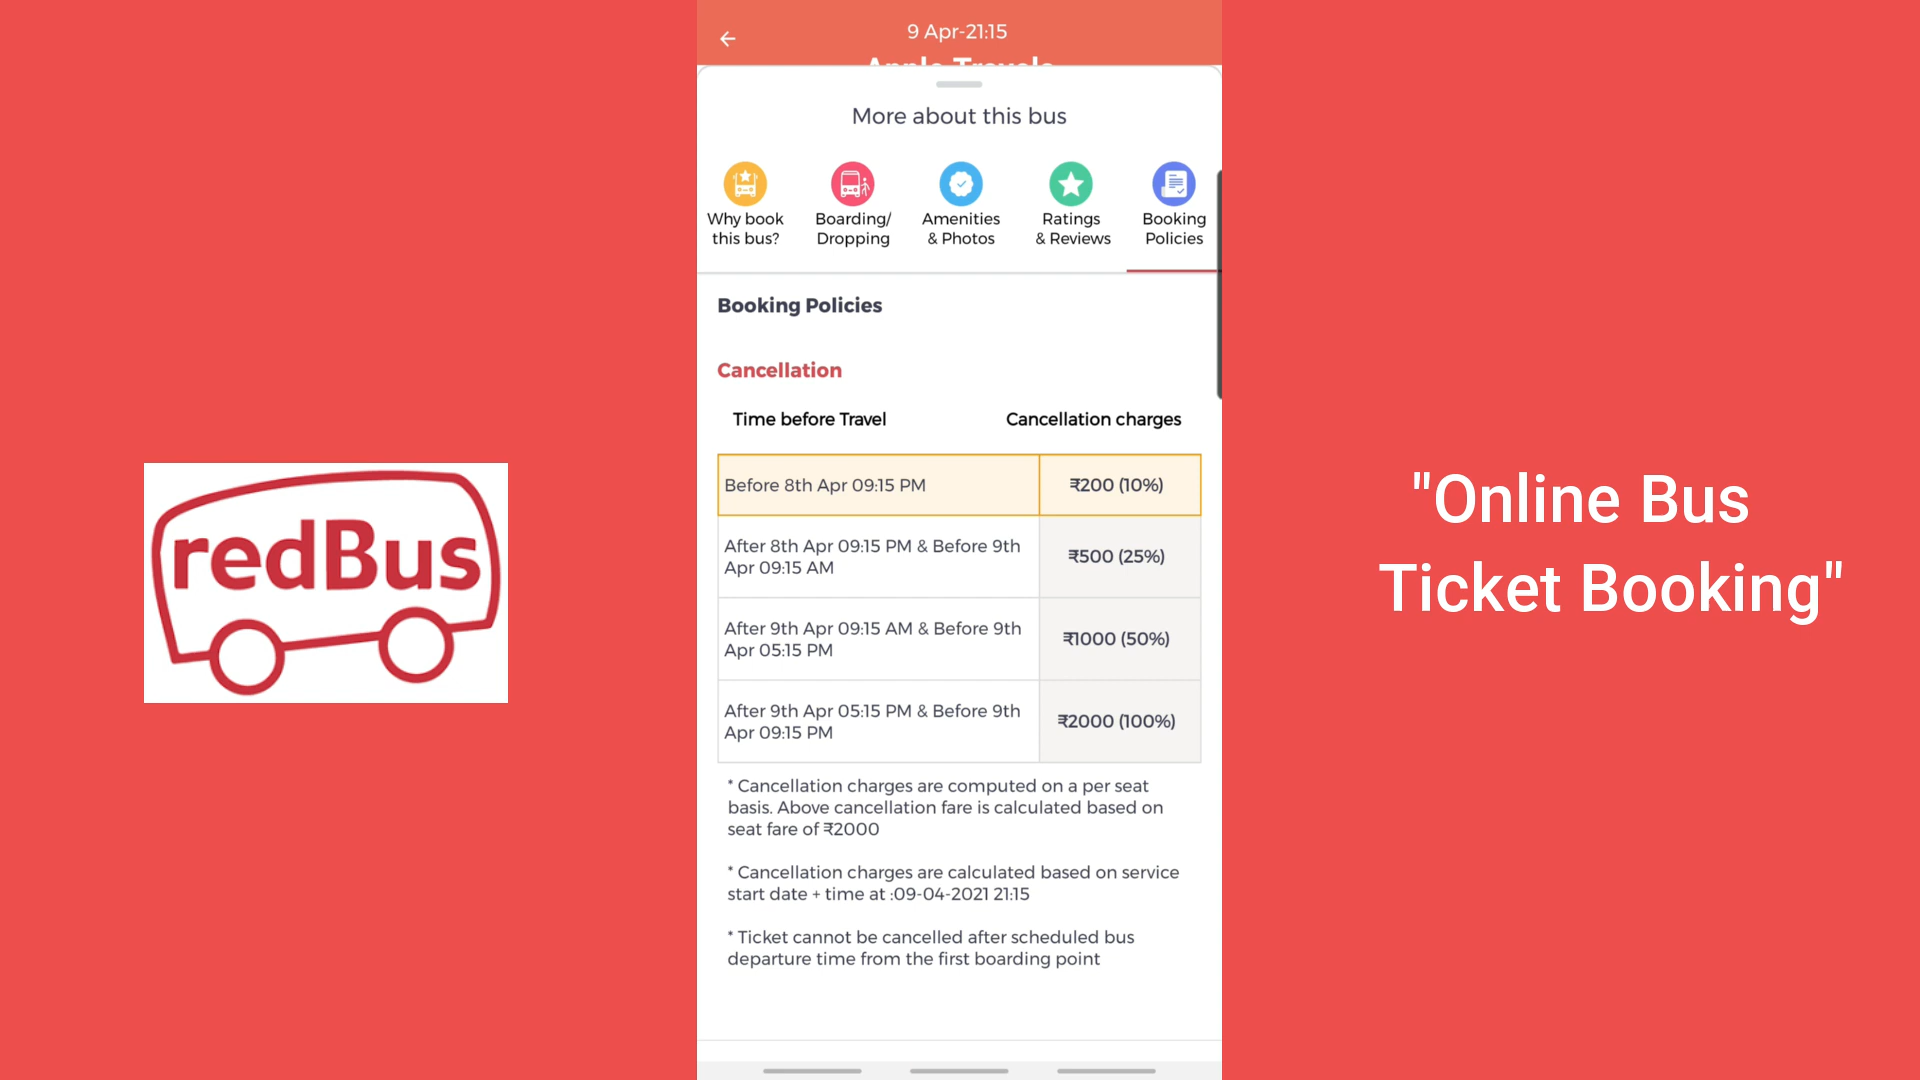 9 Apr-21:15
Apple Travels
More about this bus
Why book
this bus?
Boarding/
Dropping
Amenities
& Photos
Ratings
& Reviews
Booking
Policies
Booking Policies
Cancellation
Time before Travel Cancellation charges
Before 8th Apr 09:15 PM ₹200 (10%)
After 8th Apr 09:15 PM & Before 9th
Apr 09:15 AM
₹500 (25%)
After 9th Apr 09:15 AM & Before 9th
Apr 05:15 PM
₹1000 (50%)
After 9th Apr 05:15 PM & Before 9th
Apr 09:15 PM
₹2000 (100%)
* Cancellation charges are computed on a per seat
basis. Above cancellation fare is calculated based on
seat fare of ₹2000
* Cancellation charges are calculated based on service
start date + time at :09-04-2021 21:15
* Ticket cannot be cancelled after scheduled bus
departure time from the first boarding point
redBus
"Online Bus
Ticket Booking"